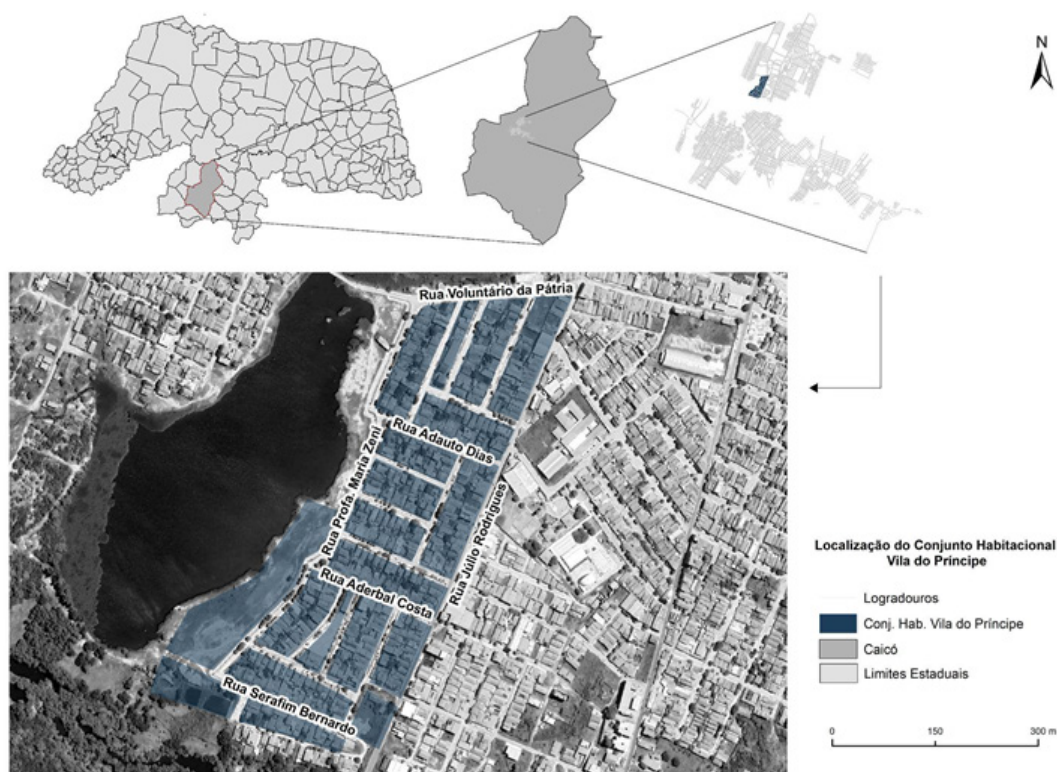 N
Rua Voluntário da Pátria
Rua Adauto Dias
Rua Profa. Maria Zeni
Rua Júlio Rodrigues
Rua Aderbal Costa
Rua Serafim Bernardo
Localização do Conjunto Habitacional
Vila do Príncipe
Logradouros
Conj. Hab. Vila do Príncipe
Caicó
Limites Estaduais
0 150 300 m